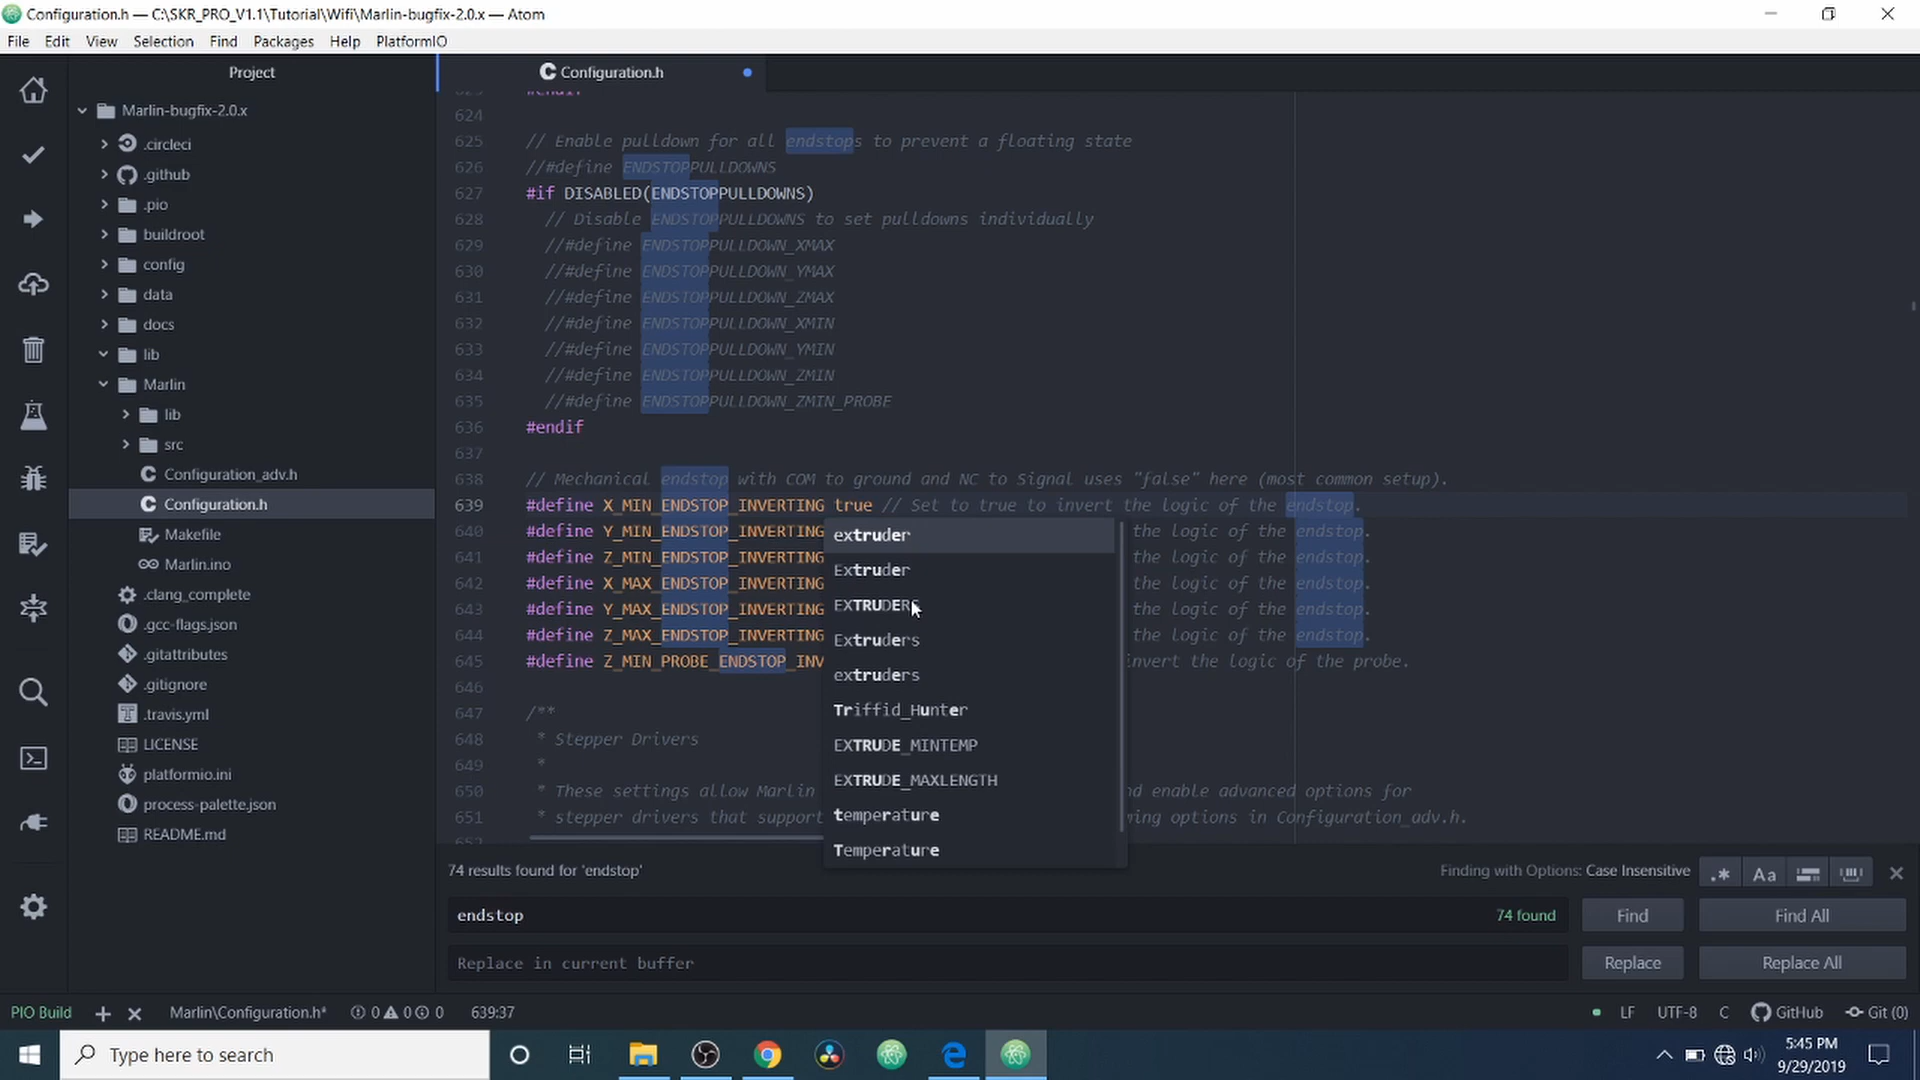 Configuration.h — C:\SKR_PRO_V1.1\Tutorial\Wifi\Marlin-bugfix-2.0.x — Atom
File Edit View Selection Find Packages Help PlatformIO
Project
Configuration.h
Marlin-bugfix-2.0.x
.circleci
.github
.pio
buildroot
config
data
docs
lib
Marlin
lib
src
Configuration_adv.h
Configuration.h
Makefile
Marlin.ino
.clang_complete
.gcc-flags.json
.gitattributes
.gitignore
.travis.yml
LICENSE
platformio.ini
process-palette.json
README.md
623 #endif
624
625 // Enable pulldown for all endstops to prevent a floating state
626 //#define ENDSTOPPULLDOWNS
627 #if DISABLED(ENDSTOPPULLDOWNS)
628 // Disable ENDSTOPPULLDOWNS to set pulldowns individually
629 //#define ENDSTOPPULLDOWN_XMAX
630 //#define ENDSTOPPULLDOWN_YMAX
631 //#define ENDSTOPPULLDOWN_ZMAX
632 //#define ENDSTOPPULLDOWN_XMIN
633 //#define ENDSTOPPULLDOWN_YMIN
634 //#define ENDSTOPPULLDOWN_ZMIN
635 //#define ENDSTOPPULLDOWN_ZMIN_PROBE
636 #endif
637
638 // Mechanical endstop with COM to ground and NC to Signal uses "false" here (most common setup).
639 #define X_MIN_ENDSTOP_INVERTING true // Set to true to invert the logic of the endstop.
640 #define Y_MIN_ENDSTOP_INVERTING the logic of the endstop.
641 #define Z_MIN_ENDSTOP_INVERTING the logic of the endstop.
642 #define X_MAX_ENDSTOP_INVERTING the logic of the endstop.
643 #define Y_MAX_ENDSTOP_INVERTING the logic of the endstop.
644 #define Z_MAX_ENDSTOP_INVERTING the logic of the endstop.
645 #define Z_MIN_PROBE_ENDSTOP_INV invert the logic of the probe.
646
647 /**
648 * Stepper Drivers
649 *
650 * These settings allow Marlin nd enable advanced options for
651 * stepper drivers that support ing options in Configuration_adv.h.
extruder
Extruder
EXTRUDERS
Extruders
extruders
Triffid_Hunter
EXTRUDE_MINTEMP
EXTRUDE_MAXLENGTH
temperature
Temperature
74 results found for 'endstop'
Finding with Options: Case Insensitive
.* Aa
endstop
74 found
Find
Find All
Replace in current buffer
Replace
Replace All
PIO Build
Marlin\Configuration.h* 0 0 0 639:37
LF UTF-8 C GitHub Git (0)
Type here to search
5:45 PM
9/29/2019